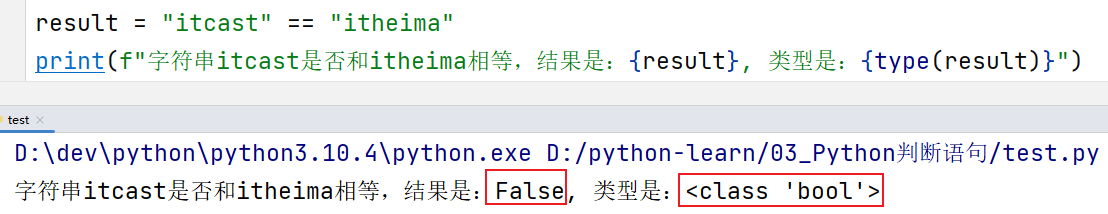 result = "itcast" == "itheima"
print(f"字符串itcast是否和itheima相等，结果是：{result}, 类型是：{type(result)}")
test ×
D:\dev\python\python3.10.4\python.exe D:/python-learn/03_Python判断语句/test.py
字符串itcast是否和itheima相等，结果是：False, 类型是：<class 'bool'>